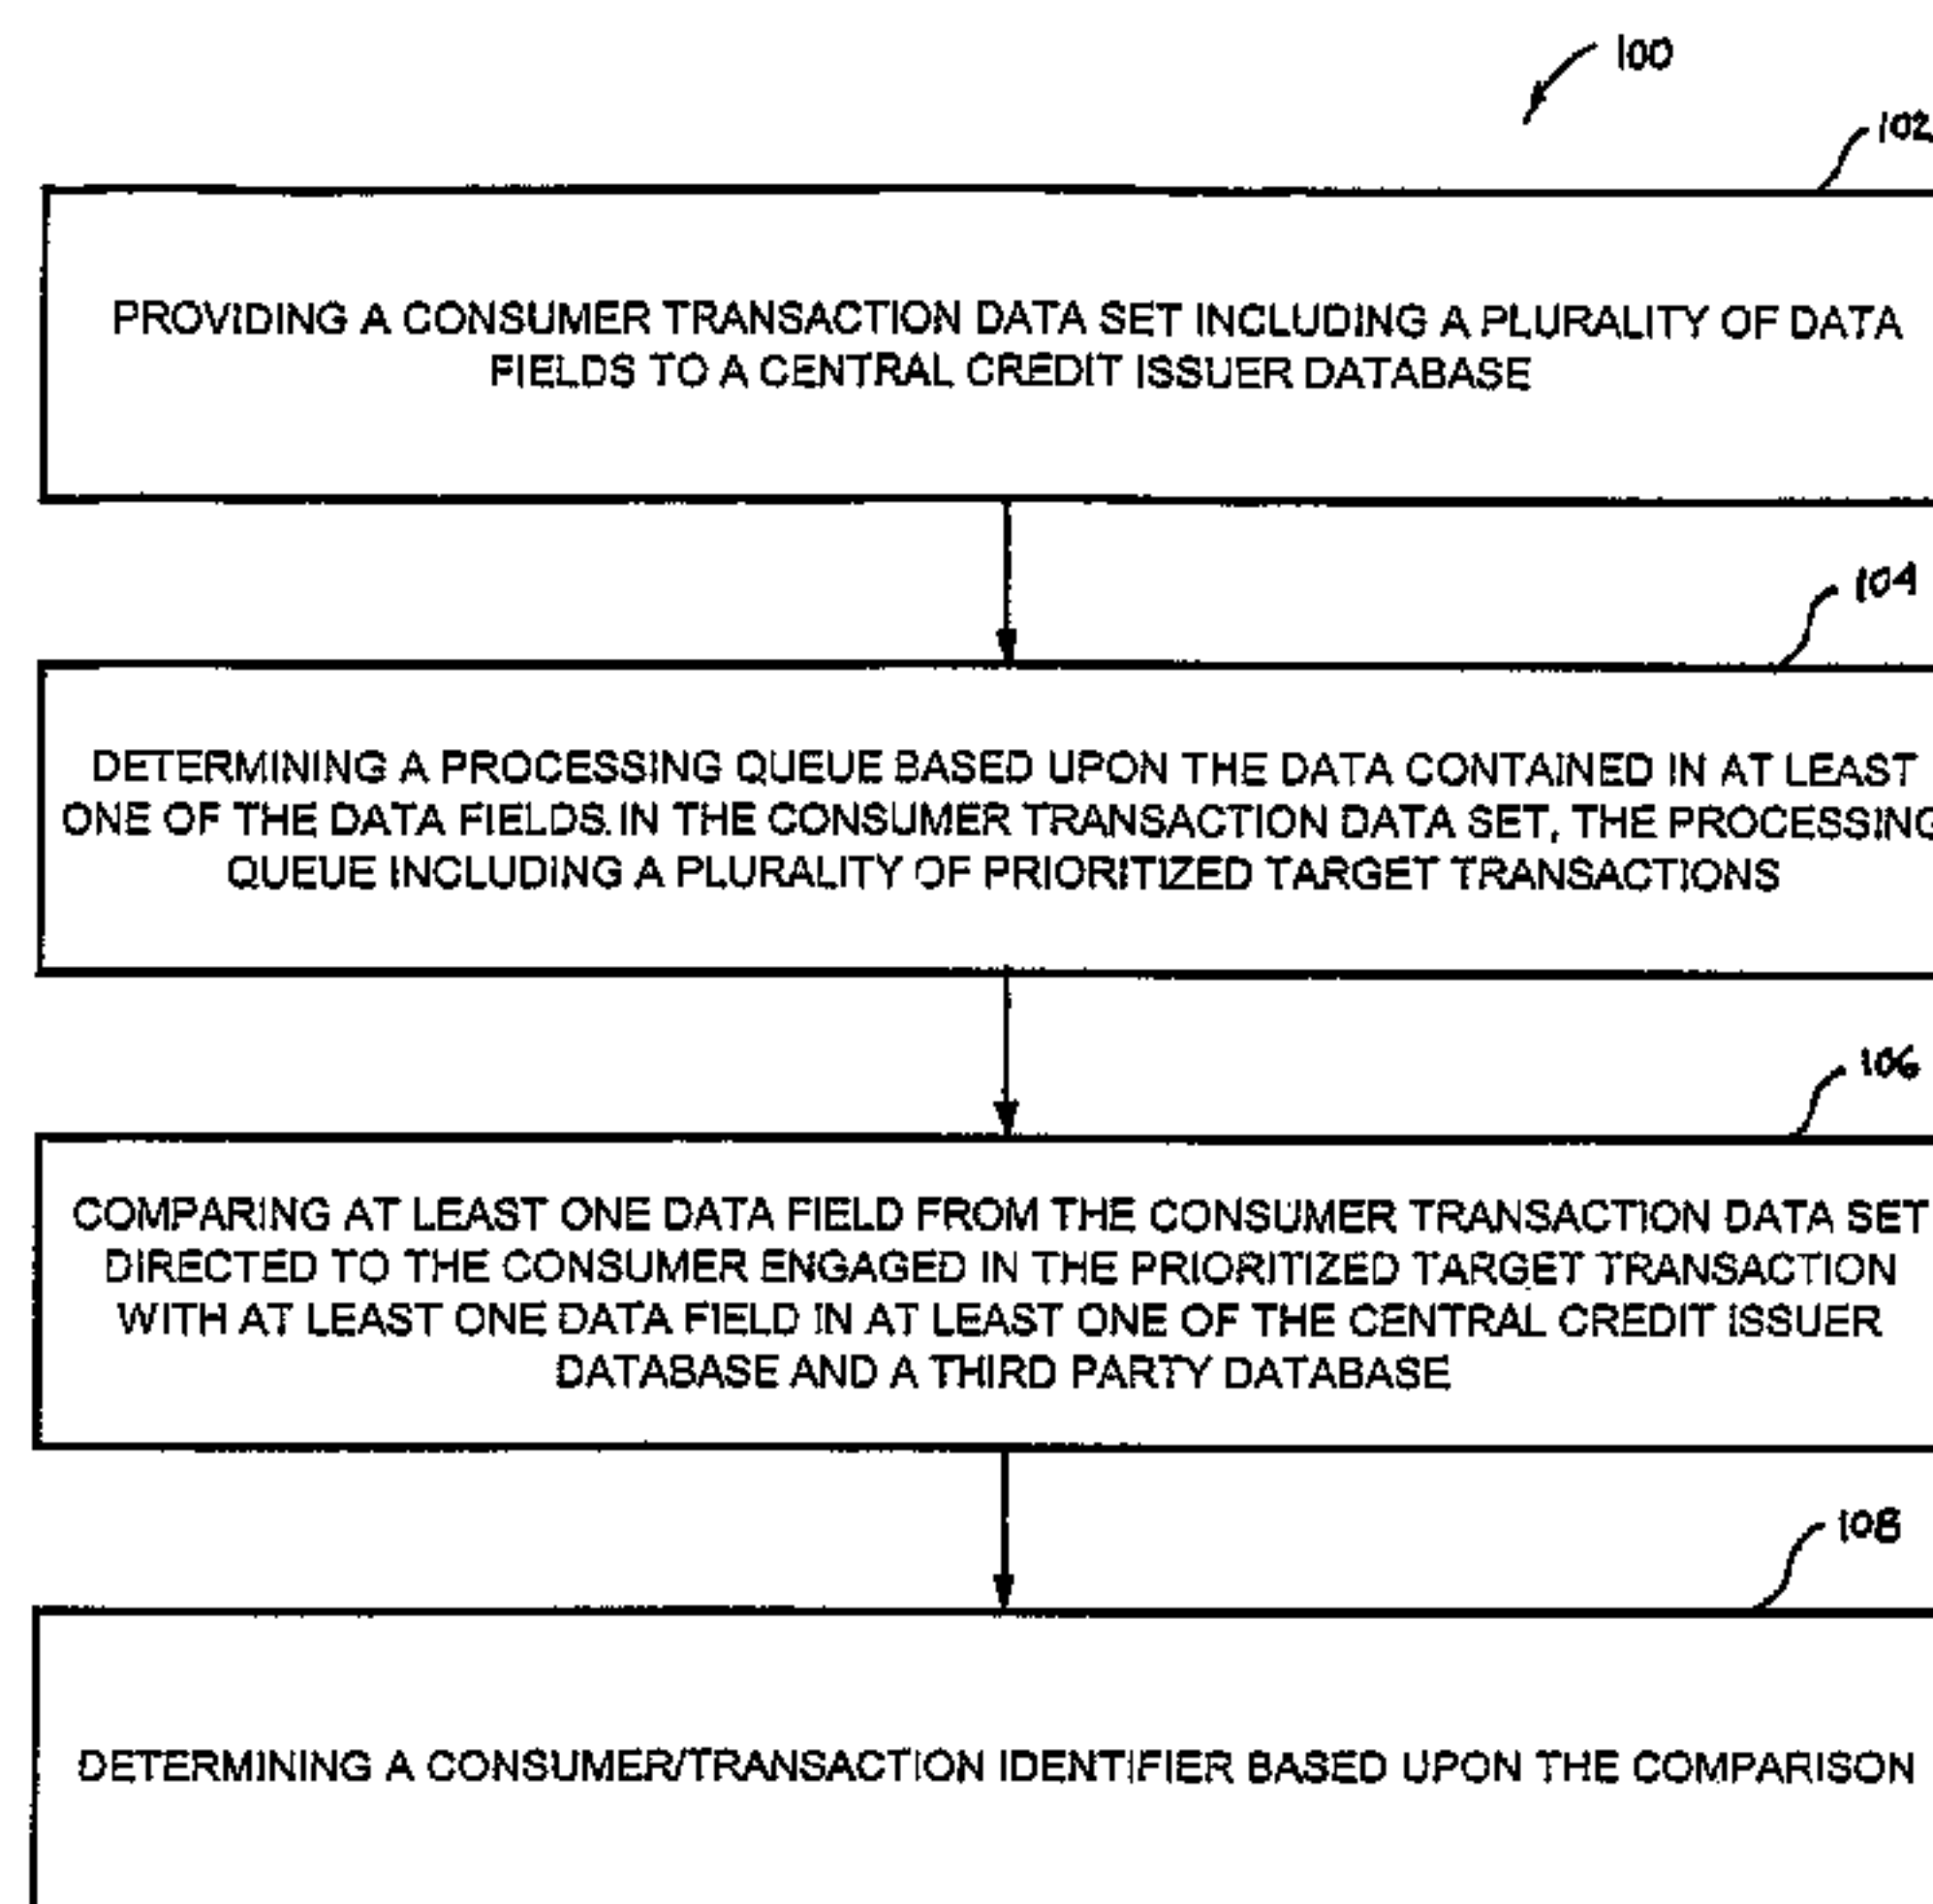 100
102
PROVIDING A CONSUMER TRANSACTION DATA SET INCLUDING A PLURALITY OF DATA
FIELDS TO A CENTRAL CREDIT ISSUER DATABASE
104
DETERMINING A PROCESSING QUEUE BASED UPON THE DATA CONTAINED IN AT LEAST
ONE OF THE DATA FIELDS IN THE CONSUMER TRANSACTION DATA SET, THE PROCESSING
QUEUE INCLUDING A PLURALITY OF PRIORITIZED TARGET TRANSACTIONS
106
COMPARING AT LEAST ONE DATA FIELD FROM THE CONSUMER TRANSACTION DATA SET
DIRECTED TO THE CONSUMER ENGAGED IN THE PRIORITIZED TARGET TRANSACTION
WITH AT LEAST ONE DATA FIELD IN AT LEAST ONE OF THE CENTRAL CREDIT ISSUER
DATABASE AND A THIRD PARTY DATABASE
108
DETERMINING A CONSUMER/TRANSACTION IDENTIFIER BASED UPON THE COMPARISON